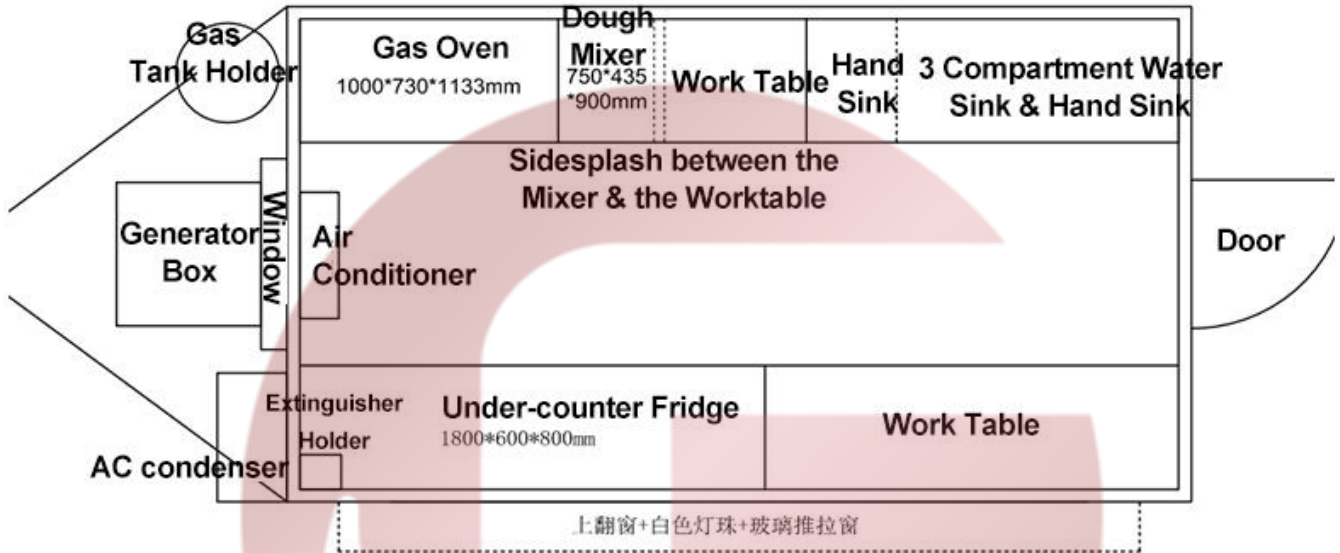 Gas
Tank Holder
Gas Oven
1000*730*1133mm
Dough
Mixer
750*435
*900mm
Work Table
Hand
Sink
3 Compartment Water
Sink & Hand Sink
Sidesplash between the
Mixer & the Worktable
Generator
Box
Window
Air
Conditioner
Door
Extinguisher
Holder
Under-counter Fridge
1800*600*800mm
Work Table
AC condenser
上翻窗+白色灯珠+玻璃推拉窗